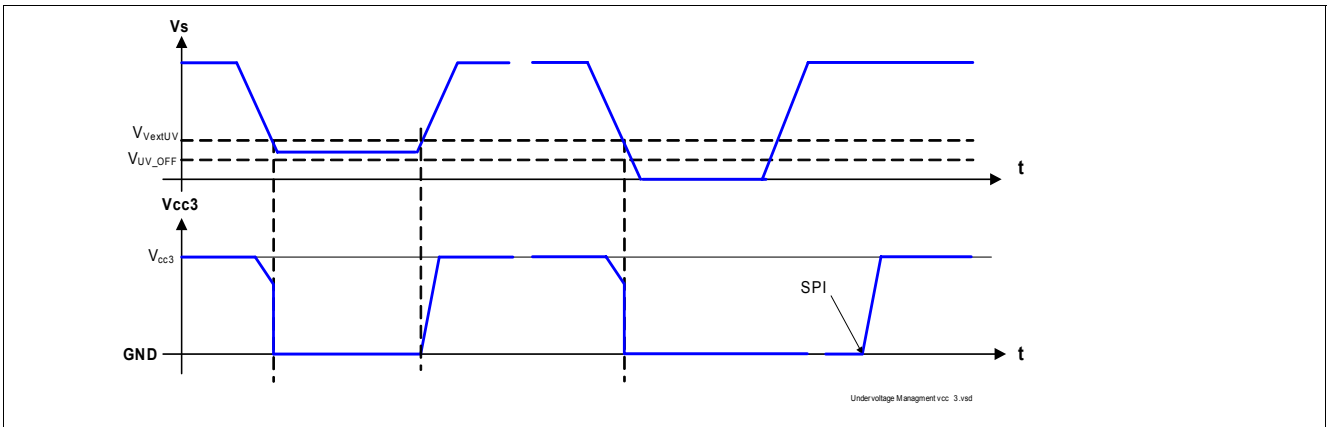 Vs
VVextUV
VUV_OFF
t
Vcc3
Vcc3
SPI
GND
t
Undervoltage Managment vcc 3.vsd